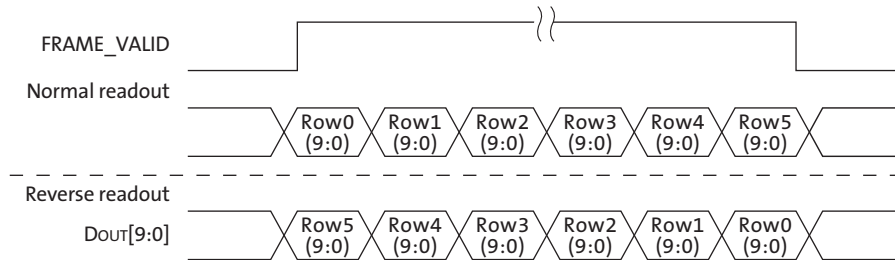 FRAME_VALID
Normal readout
Row0 Row1 Row2 Row3 Row4 Row5
(9:0) (9:0) (9:0) (9:0) (9:0) (9:0)
Reverse readout
DOUT[9:0]
Row5 Row4 Row3 Row2 Row1 Row0
(9:0) (9:0) (9:0) (9:0) (9:0) (9:0)